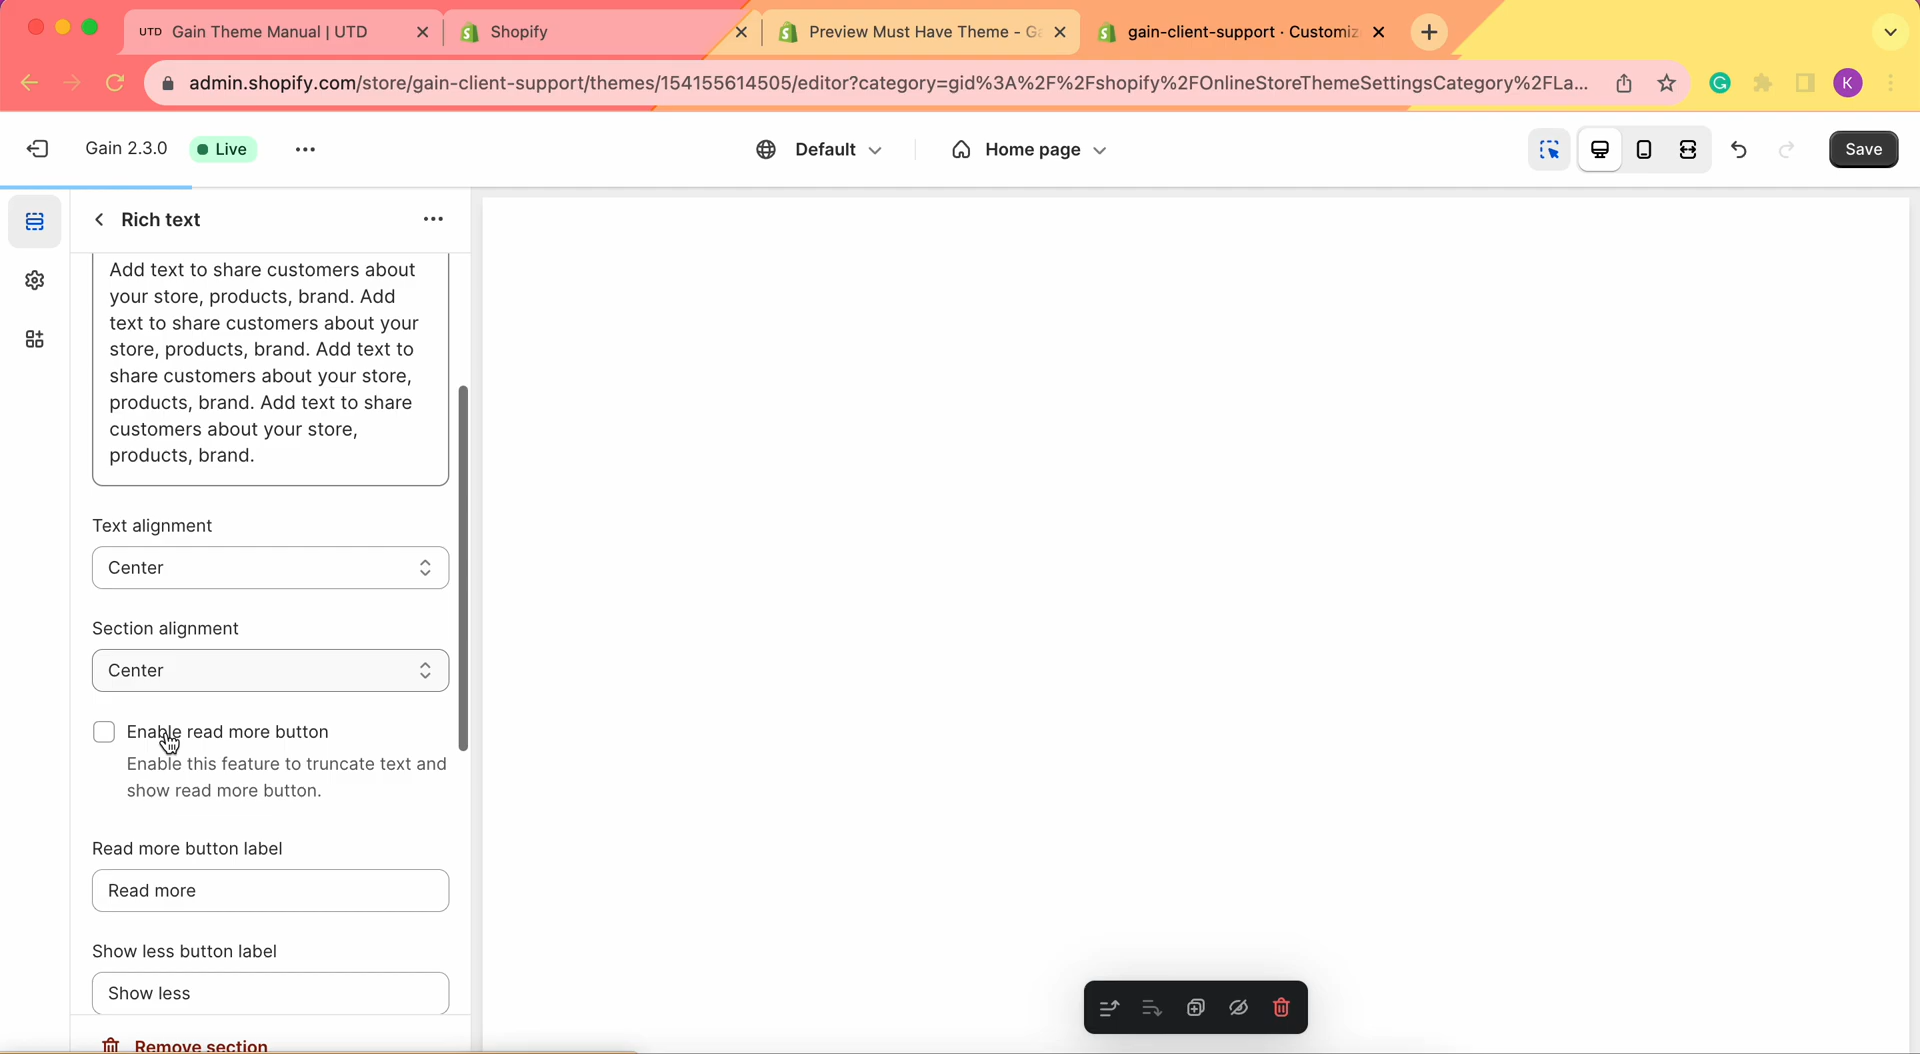 UTD Gain Theme Manual | UTD
Shopify
Preview Must Have Theme - Ga
gain-client-support · Customiz
admin.shopify.com/store/gain-client-support/themes/154155614505/editor?category=gid%3A%2F%2Fshopify%2FOnlineStoreThemeSettingsCategory%2FLa...
K
Gain 2.3.0
Live
Default
Home page
Save
Rich text
Add text to share customers about
your store, products, brand. Add
text to share customers about your
store, products, brand. Add text to
share customers about your store,
products, brand. Add text to share
customers about your store,
products, brand.
Text alignment
Center
Section alignment
Center
Enable read more button
Enable this feature to truncate text and
show read more button.
Read more button label
Read more
Show less button label
Show less
Remove section